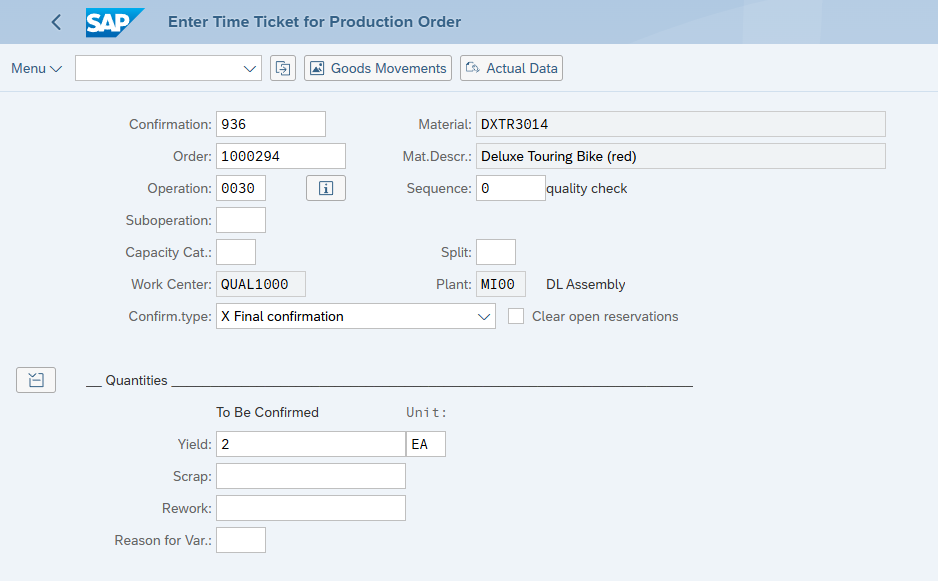 SAP Enter Time Ticket for Production Order
Menu Goods Movements Actual Data
Confirmation: 936 Material: DXTR3014
Order: 1000294 Mat.Descr.: Deluxe Touring Bike (red)
Operation: 0030 Sequence: 0 quality check
Suboperation:
Capacity Cat.: Split:
Work Center: QUAL1000 Plant: MI00 DL Assembly
Confirm.type: X Final confirmation Clear open reservations
Quantities
To Be Confirmed Unit:
Yield: 2 EA
Scrap:
Rework:
Reason for Var.: